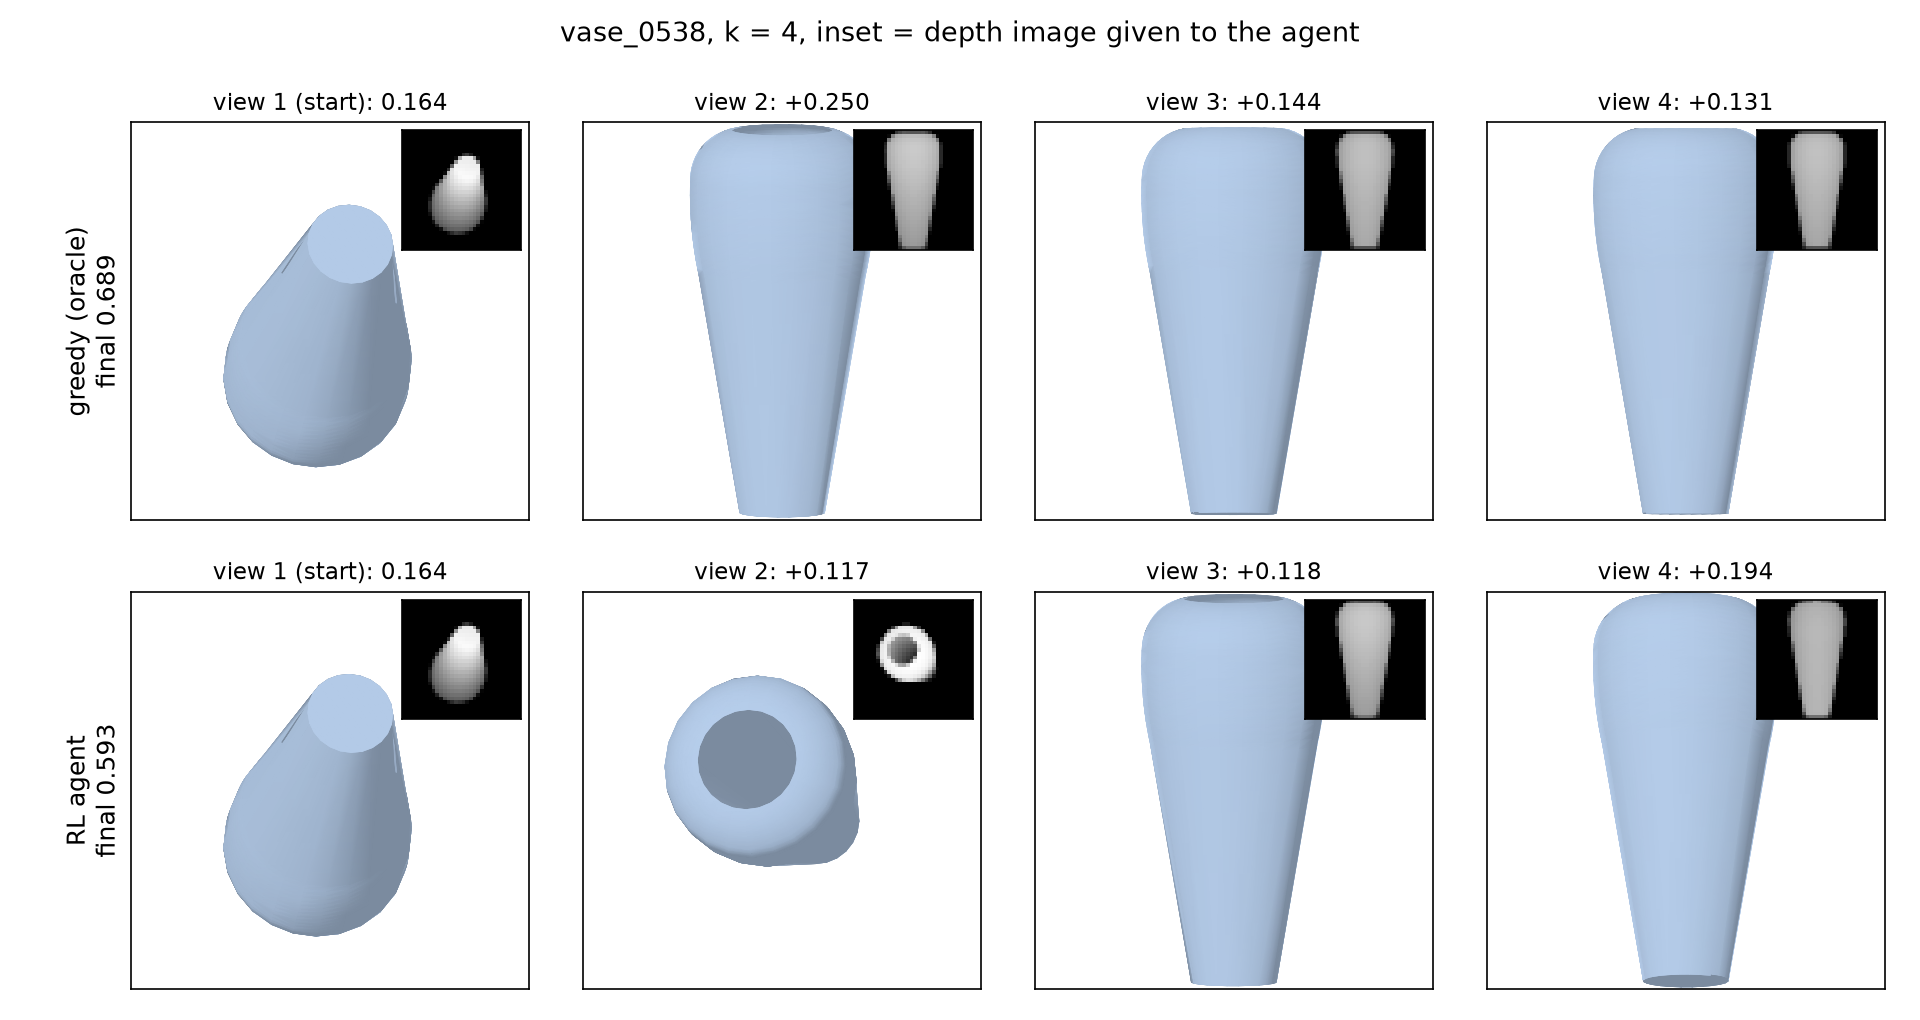 vase_0538, k = 4, inset = depth image given to the agent
greedy (oracle)
final 0.689
view 1 (start): 0.164
view 2: +0.250
view 3: +0.144
view 4: +0.131
RL agent
final 0.593
view 1 (start): 0.164
view 2: +0.117
view 3: +0.118
view 4: +0.194